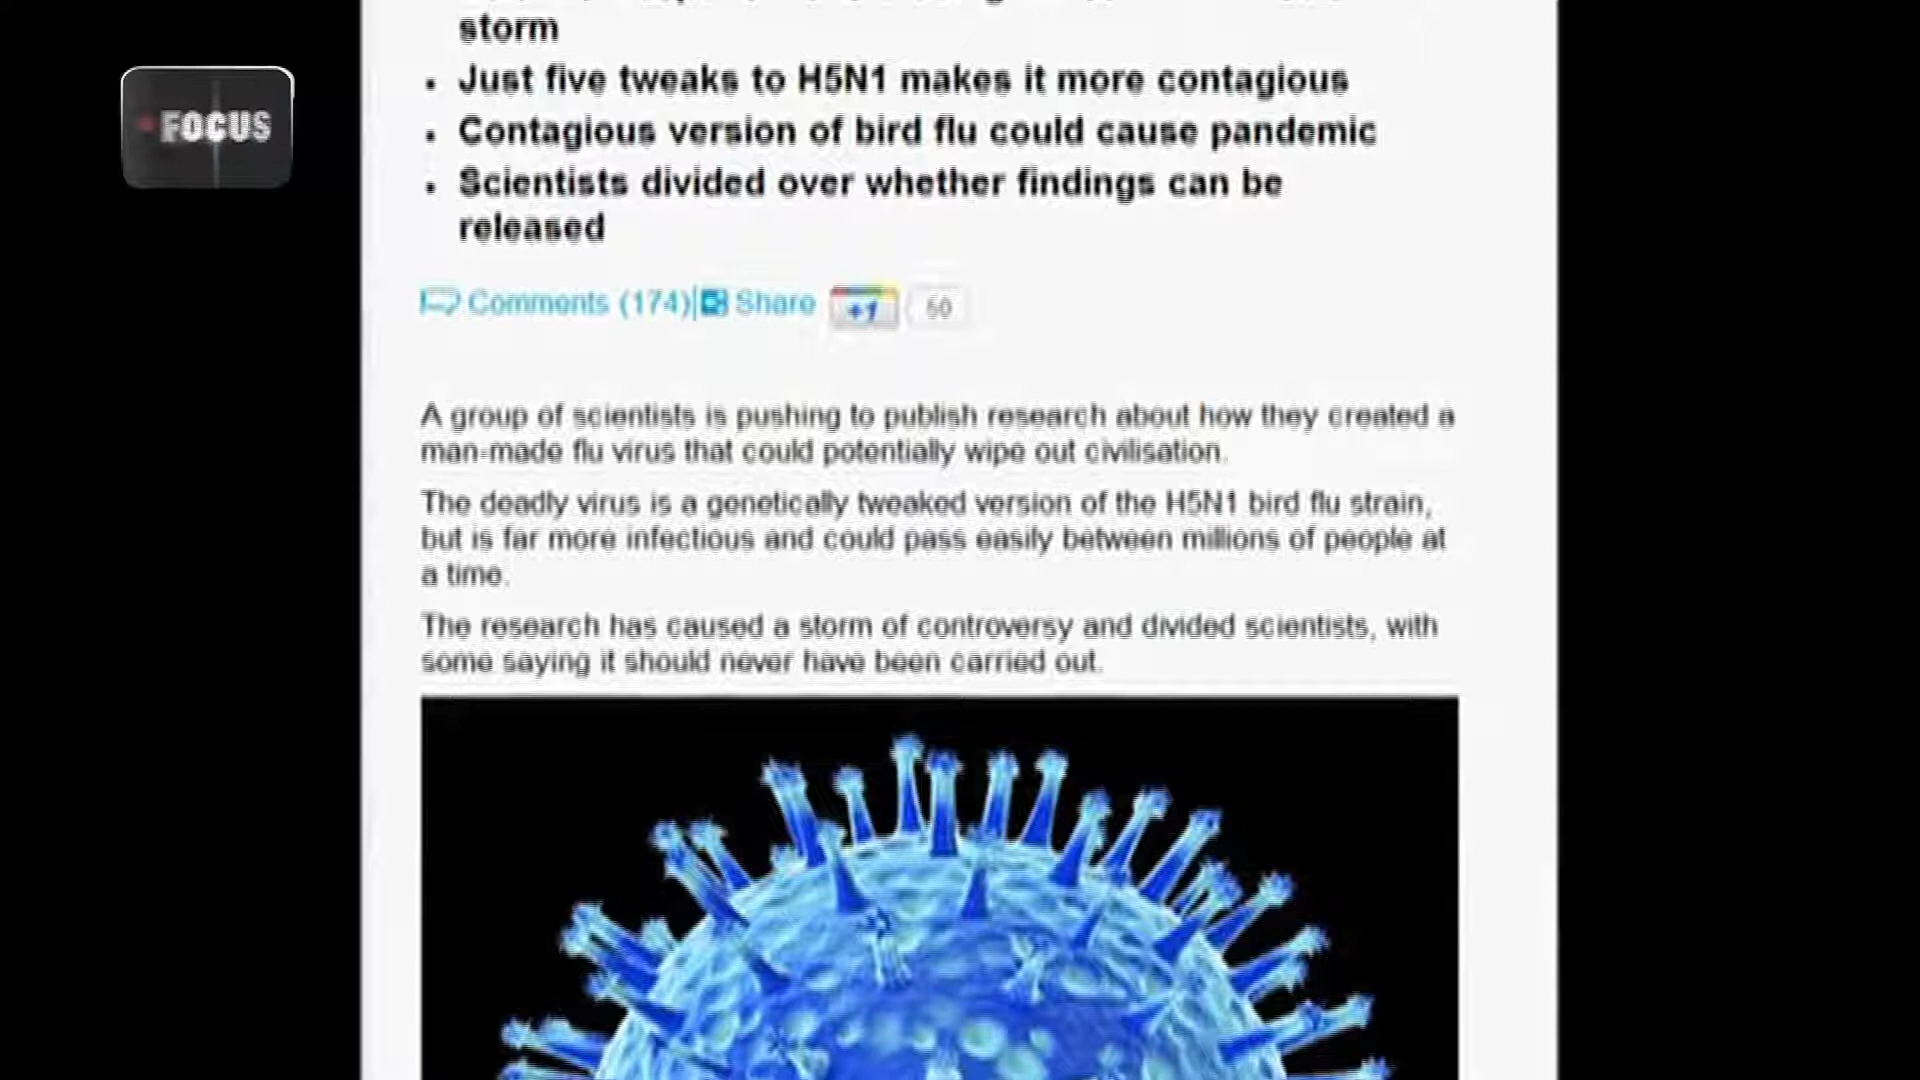 storm
• Just five tweaks to H5N1 makes it more contagious
• Contagious version of bird flu could cause pandemic
• Scientists divided over whether findings can be
released
FOCUS
Comments (174)|Share +1 50
A group of scientists is pushing to publish research about how they created a
man-made flu virus that could potentially wipe out civilisation.
The deadly virus is a genetically tweaked version of the H5N1 bird flu strain,
but is far more infectious and could pass easily between millions of people at
a time.
The research has caused a storm of controversy and divided scientists, with
some saying it should never have been carried out.